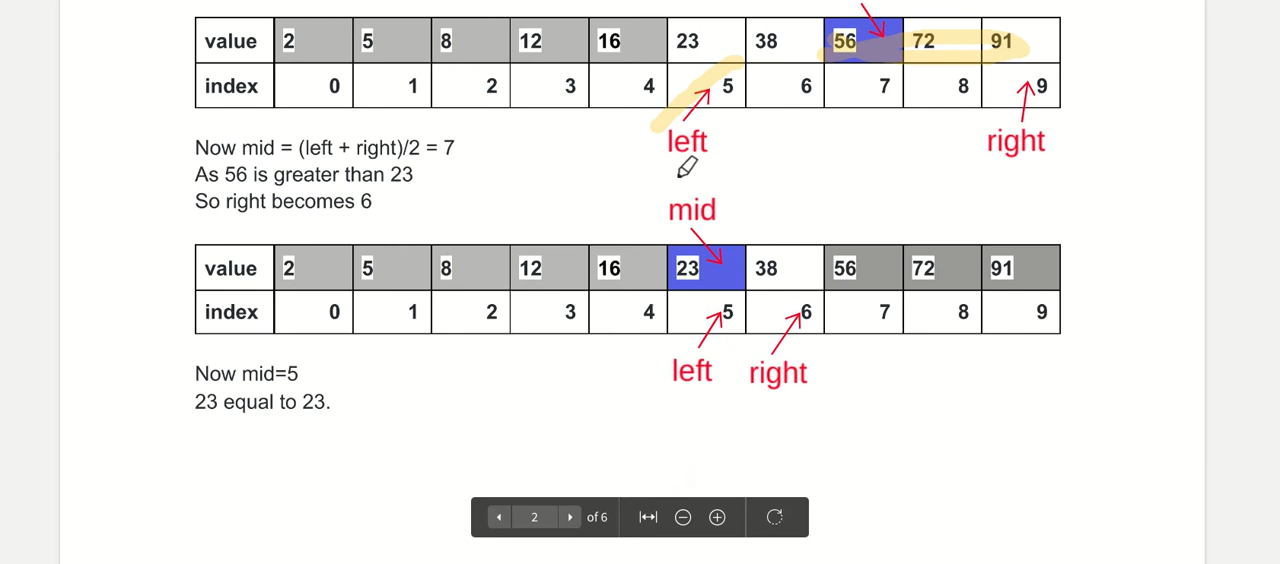 value 2 5 8 12 16 23 38 56 72 91
index 0 1 2 3 4 5 6 7 8 9
left right
Now mid = (left + right)/2 = 7
As 56 is greater than 23
So right becomes 6
mid
value 2 5 8 12 16 23 38 56 72 91
index 0 1 2 3 4 5 6 7 8 9
left right
Now mid=5
23 equal to 23.
2 of 6